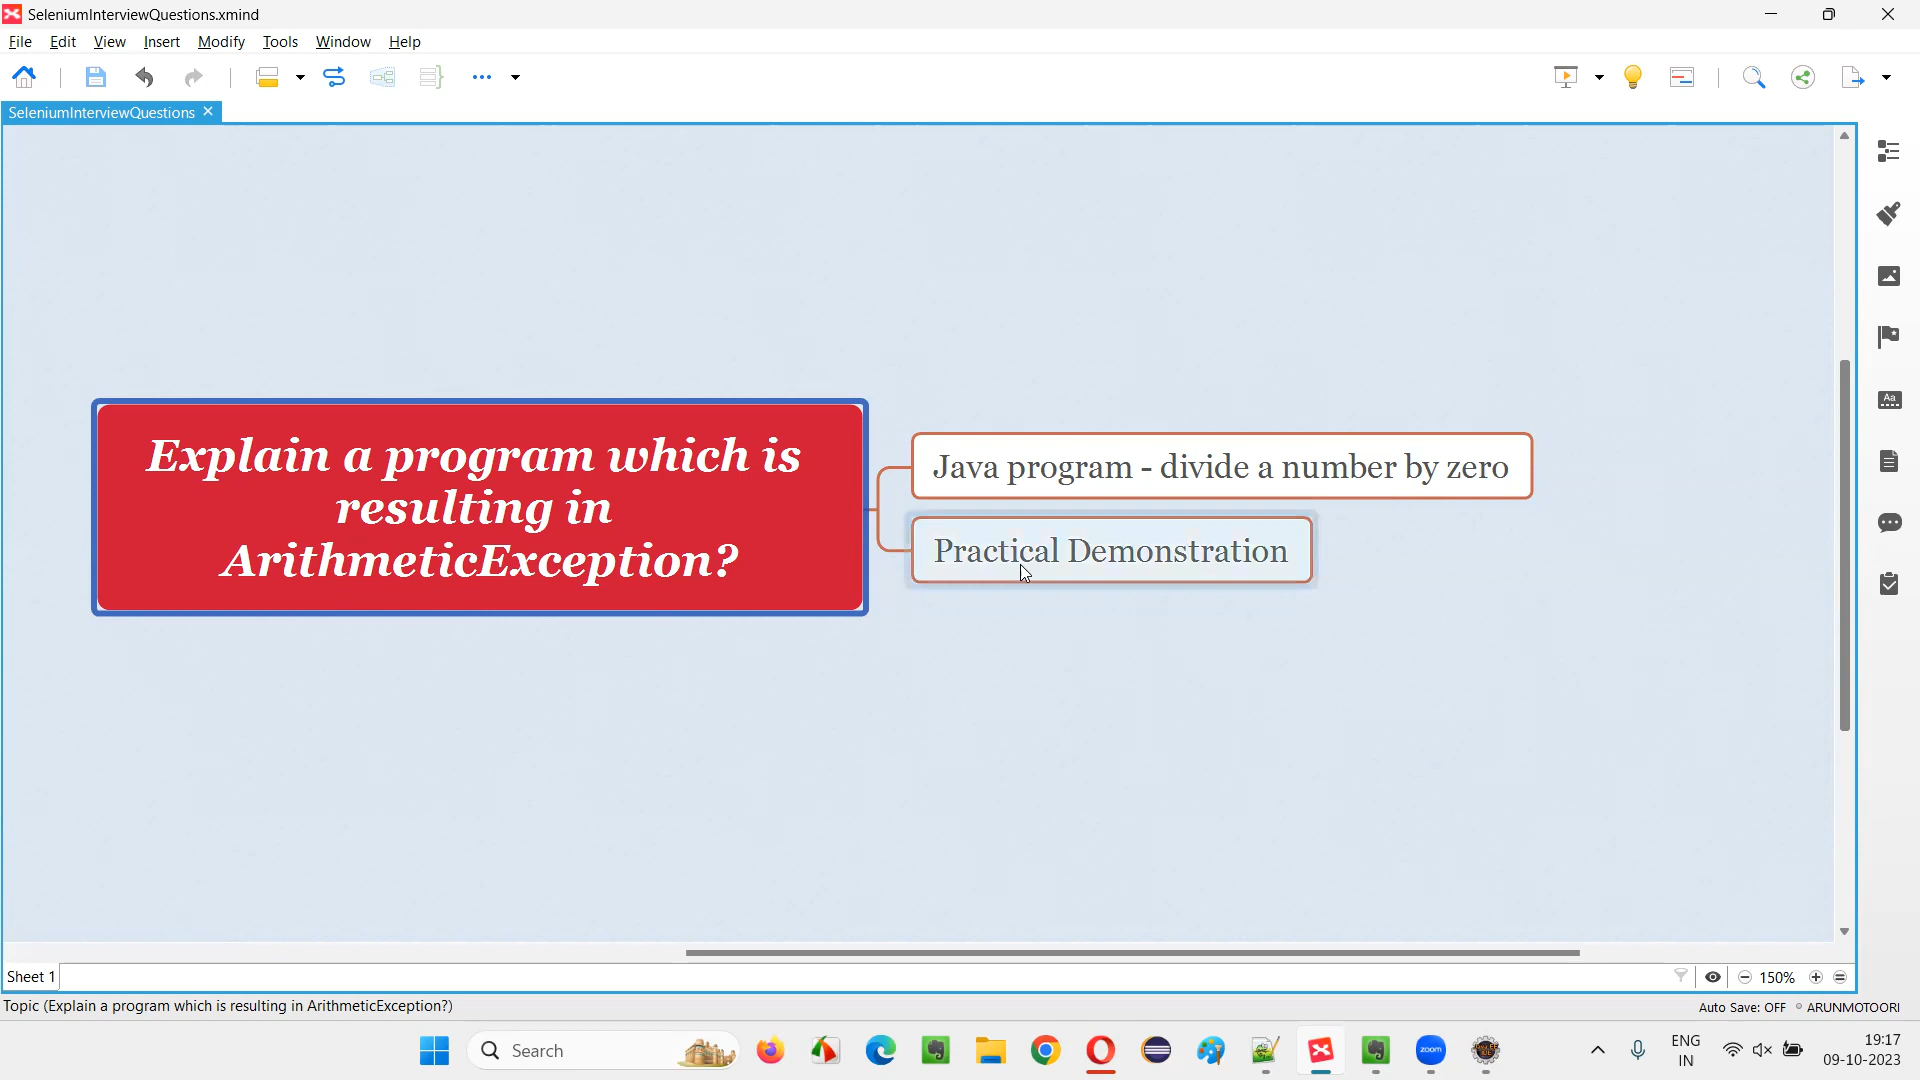 SeleniumInterviewQuestions.xmind
File Edit View Insert Modify Tools Window Help
SeleniumInterviewQuestions
Explain a program which is
resulting in
ArithmeticException?
Java program - divide a number by zero
Practical Demonstration
Aa
Sheet 1
150%
Topic (Explain a program which is resulting in ArithmeticException?)
Auto Save: OFF ARUNMOTOORI
Search
zoom
ENG
IN
19:17
09-10-2023